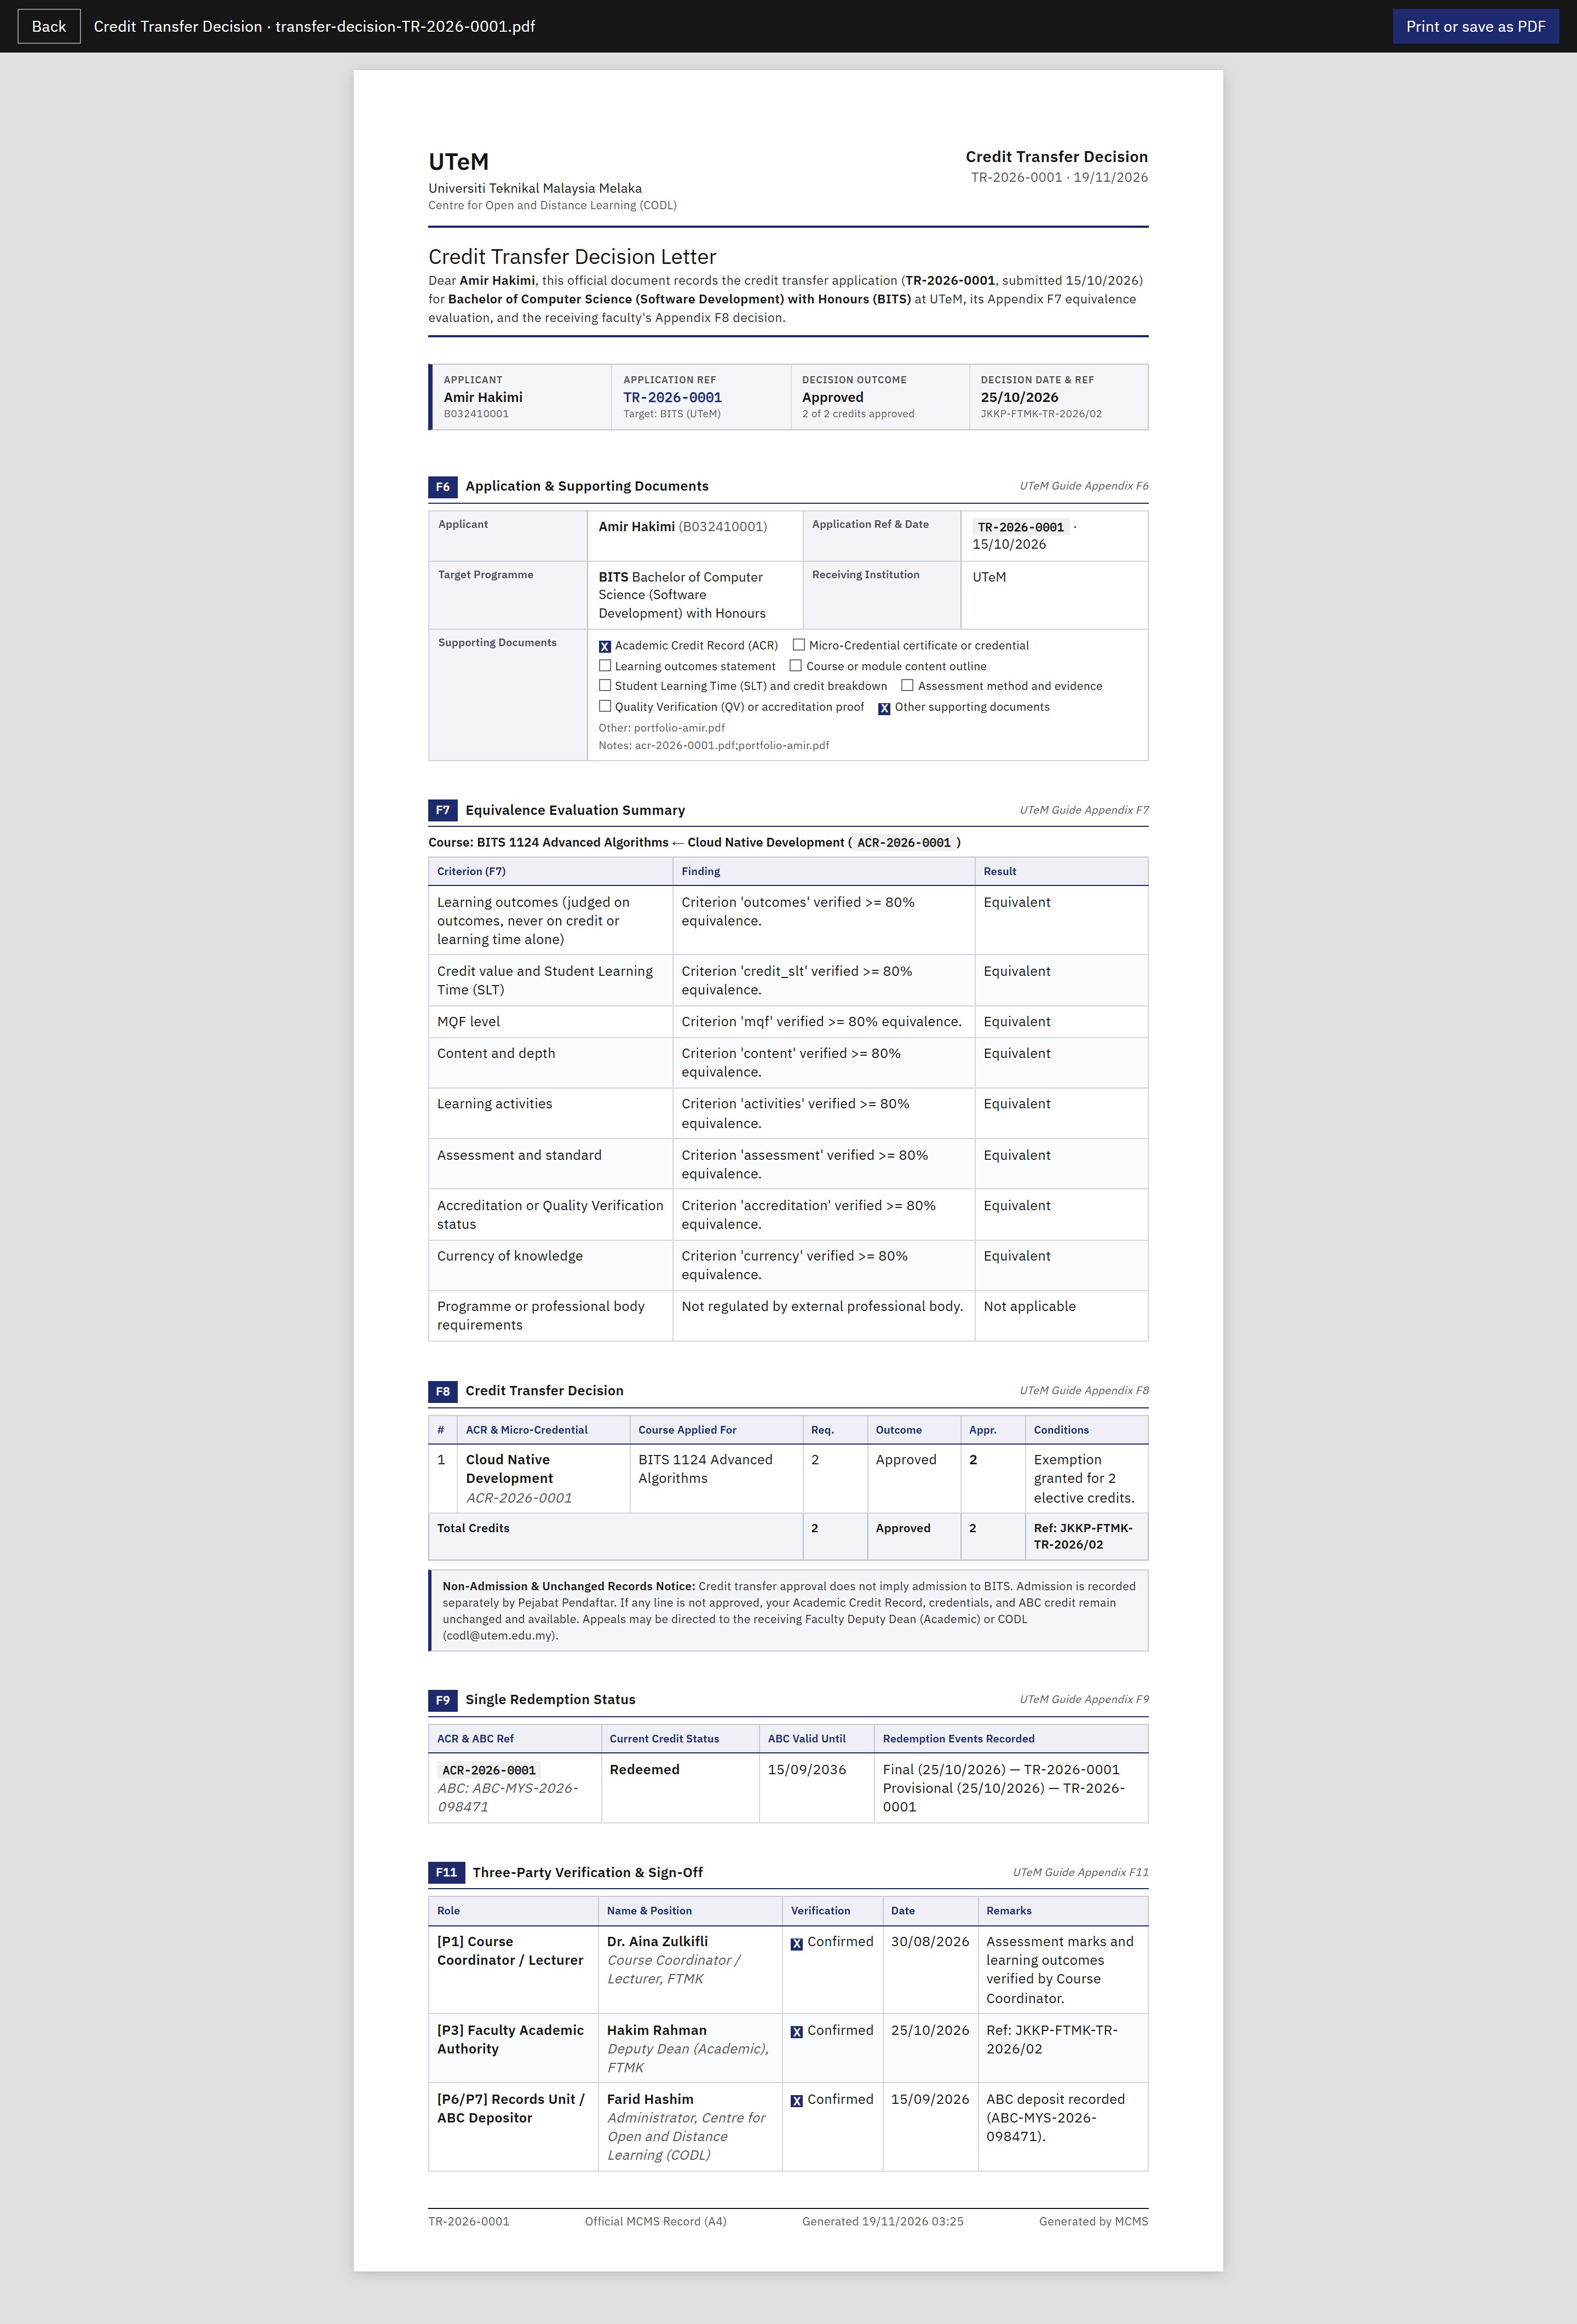 Back
Credit Transfer Decision · transfer-decision-TR-2026-0001.pdf
Print or save as PDF
UTeM
Universiti Teknikal Malaysia Melaka
Centre for Open and Distance Learning (CODL)
Credit Transfer Decision
TR-2026-0001 · 19/11/2026
Credit Transfer Decision Letter
Dear Amir Hakimi, this official document records the credit transfer application (TR-2026-0001, submitted 15/10/2026)
for Bachelor of Computer Science (Software Development) with Honours (BITS) at UTeM, its Appendix F7 equivalence
evaluation, and the receiving faculty's Appendix F8 decision.
APPLICANT
Amir Hakimi
B032410001
APPLICATION REF
TR-2026-0001
Target: BITS (UTeM)
DECISION OUTCOME
Approved
2 of 2 credits approved
DECISION DATE & REF
25/10/2026
JKKP-FTMK-TR-2026/02
F6 Application & Supporting Documents
UTeM Guide Appendix F6
Applicant
Amir Hakimi (B032410001)
Application Ref & Date
TR-2026-0001 ·
15/10/2026
Target Programme
BITS Bachelor of Computer
Science (Software
Development) with Honours
Receiving Institution
UTeM
Supporting Documents
X Academic Credit Record (ACR) ☐ Micro-Credential certificate or credential
☐ Learning outcomes statement ☐ Course or module content outline
☐ Student Learning Time (SLT) and credit breakdown ☐ Assessment method and evidence
☐ Quality Verification (QV) or accreditation proof X Other supporting documents
Other: portfolio-amir.pdf
Notes: acr-2026-0001.pdf;portfolio-amir.pdf
F7 Equivalence Evaluation Summary
UTeM Guide Appendix F7
Course: BITS 1124 Advanced Algorithms ← Cloud Native Development ( ACR-2026-0001 )
Criterion (F7)
Finding
Result
Learning outcomes (judged on
outcomes, never on credit or
learning time alone)
Criterion 'outcomes' verified >= 80%
equivalence.
Equivalent
Credit value and Student Learning
Time (SLT)
Criterion 'credit_slt' verified >= 80%
equivalence.
Equivalent
MQF level
Criterion 'mqf' verified >= 80% equivalence.
Equivalent
Content and depth
Criterion 'content' verified >= 80%
equivalence.
Equivalent
Learning activities
Criterion 'activities' verified >= 80%
equivalence.
Equivalent
Assessment and standard
Criterion 'assessment' verified >= 80%
equivalence.
Equivalent
Accreditation or Quality Verification
status
Criterion 'accreditation' verified >= 80%
equivalence.
Equivalent
Currency of knowledge
Criterion 'currency' verified >= 80%
equivalence.
Equivalent
Programme or professional body
requirements
Not regulated by external professional body.
Not applicable
F8 Credit Transfer Decision
UTeM Guide Appendix F8
#
ACR & Micro-Credential
Course Applied For
Req.
Outcome
Appr.
Conditions
1
Cloud Native
Development
ACR-2026-0001
BITS 1124 Advanced
Algorithms
2
Approved
2
Exemption
granted for 2
elective credits.
Total Credits
2
Approved
2
Ref: JKKP-FTMK-
TR-2026/02
Non-Admission & Unchanged Records Notice: Credit transfer approval does not imply admission to BITS. Admission is recorded
separately by Pejabat Pendaftar. If any line is not approved, your Academic Credit Record, credentials, and ABC credit remain
unchanged and available. Appeals may be directed to the receiving Faculty Deputy Dean (Academic) or CODL
(codl@utem.edu.my).
F9 Single Redemption Status
UTeM Guide Appendix F9
ACR & ABC Ref
Current Credit Status
ABC Valid Until
Redemption Events Recorded
ACR-2026-0001
ABC: ABC-MYS-2026-
098471
Redeemed
15/09/2036
Final (25/10/2026) — TR-2026-0001
Provisional (25/10/2026) — TR-2026-
0001
F11 Three-Party Verification & Sign-Off
UTeM Guide Appendix F11
Role
Name & Position
Verification
Date
Remarks
[P1] Course
Coordinator / Lecturer
Dr. Aina Zulkifli
Course Coordinator /
Lecturer, FTMK
X Confirmed
30/08/2026
Assessment marks and
learning outcomes
verified by Course
Coordinator.
[P3] Faculty Academic
Authority
Hakim Rahman
Deputy Dean (Academic),
FTMK
X Confirmed
25/10/2026
Ref: JKKP-FTMK-TR-
2026/02
[P6/P7] Records Unit /
ABC Depositor
Farid Hashim
Administrator, Centre for
Open and Distance
Learning (CODL)
X Confirmed
15/09/2026
ABC deposit recorded
(ABC-MYS-2026-
098471).
TR-2026-0001
Official MCMS Record (A4)
Generated 19/11/2026 03:25
Generated by MCMS